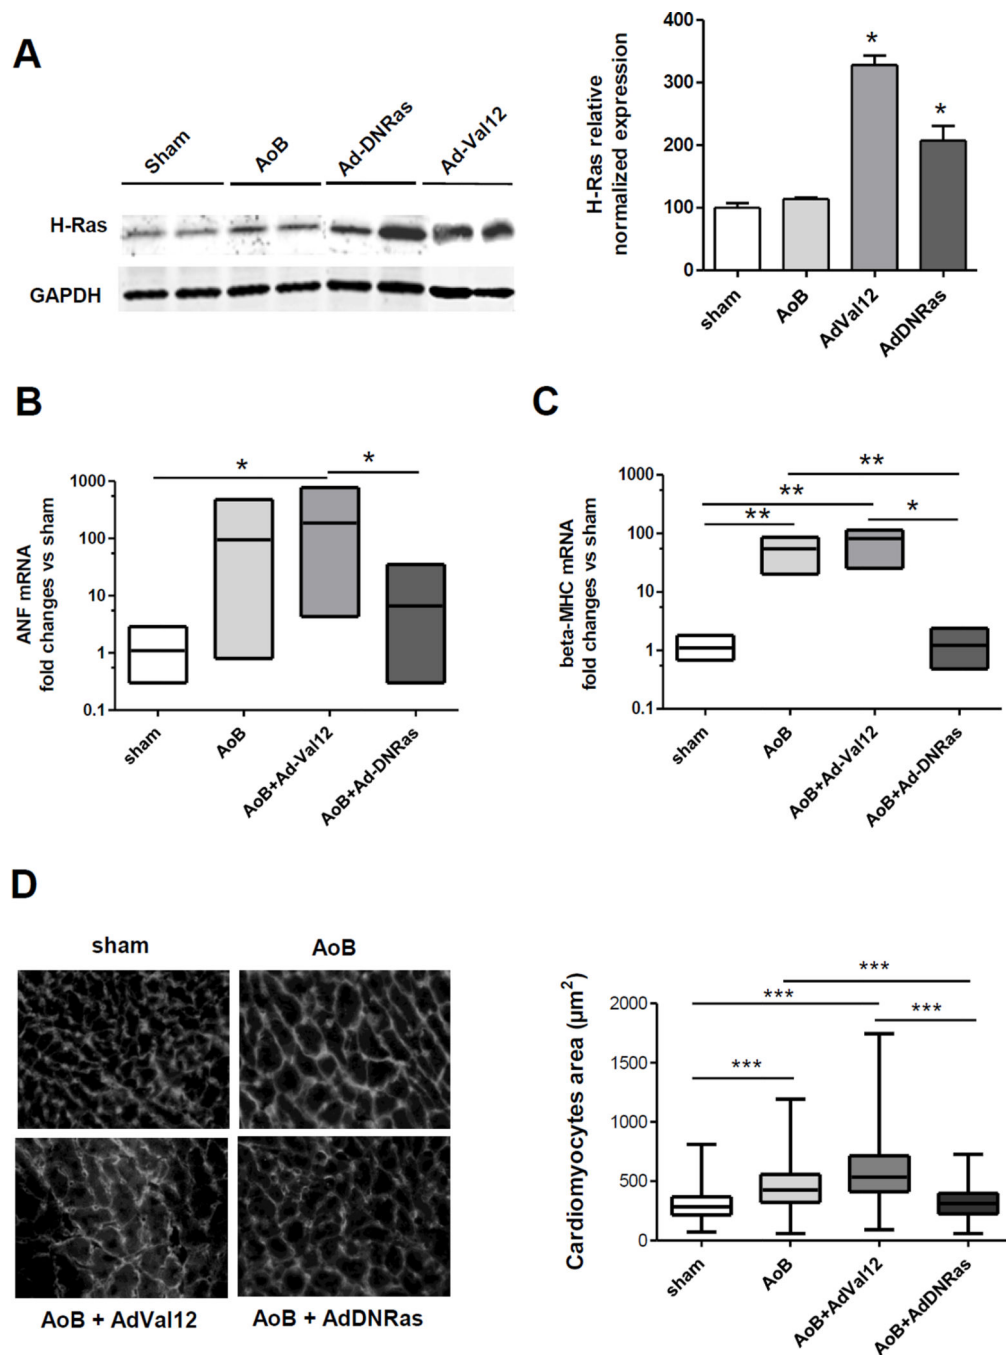 A
Sham
AoB
Ad-DNRas
Ad-Val12
H-Ras
GAPDH
H-Ras relative
normalized expression
400
300
200
100
0
*
*
sham
AoB
AdVal12
AdDNRas
B
ANF mRNA
fold changes vs sham
1000
100
10
1
0.1
*
*
sham
AoB
AoB+Ad-Val12
AoB+Ad-DNRas
C
beta-MHC mRNA
fold changes vs sham
1000
100
10
1
0.1
**
**
**
*
sham
AoB
AoB+Ad-Val12
AoB+Ad-DNRas
D
sham
AoB
AoB + AdVal12
AoB + AdDNRas
Cardiomyocytes area (µm²)
2000
1500
1000
500
0
***
***
***
***
sham
AoB
AoB+AdVal12
AoB+AdDNRas